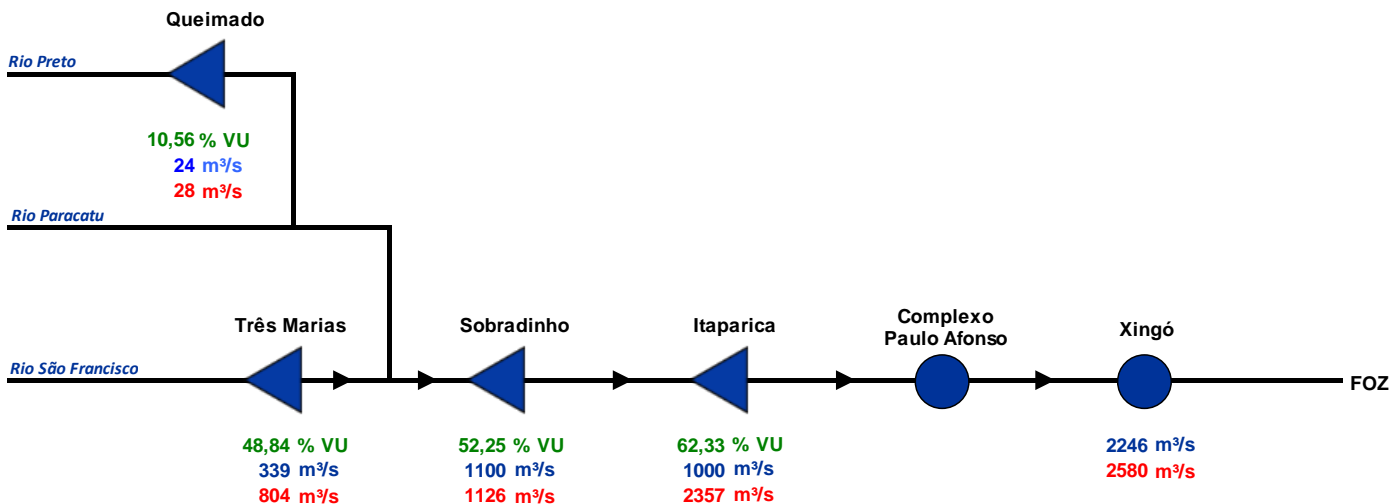 Queimado
Rio Preto
10,56 % VU
24 m³/s
28 m³/s
Rio Paracatu
Três Marias
Sobradinho
Itaparica
Complexo
Paulo Afonso
Xingó
Rio São Francisco
FOZ
48,84 % VU
339 m³/s
804 m³/s
52,25 % VU
1100 m³/s
1126 m³/s
62,33 % VU
1000 m³/s
2357 m³/s
2246 m³/s
2580 m³/s